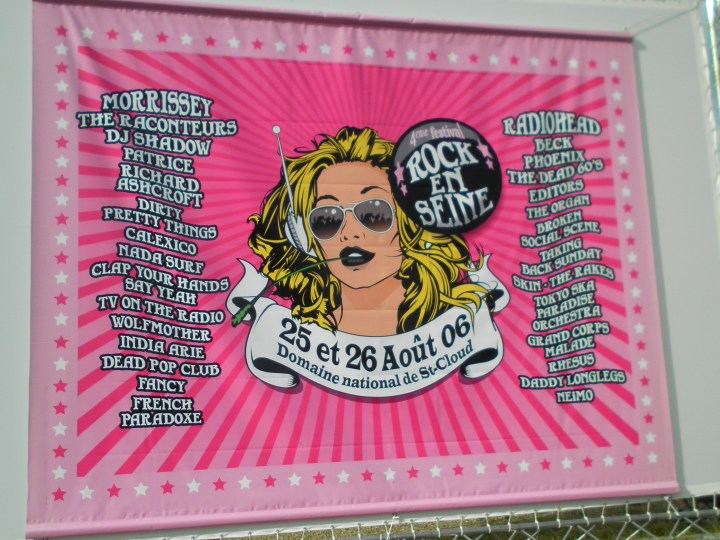 MORRISSEY
THE RACONTEURS
DJ SHADOW
PATRICE
RICHARD
ASHCROFT
DIRTY
PRETTY THINGS
CALEXICO
NADA SURF
CLAP YOUR HANDS
SAY YEAH
TV ON THE RADIO
WOLFMOTHER
INDIA ARIE
DEAD POP CLUB
FANCY
FRENCH
PARADOXE
4ème festival
ROCK
EN
SEINE
25 et 26 Août 06
Domaine national de St-Cloud
RADIOHEAD
BECK
PHOENIX
THE DEAD 60'S
EDITORS
THE ORGAN
BROKEN
SOCIAL SCENE
TAKING
BACK SUNDAY
SKIN - THE RAKES
TOKYO SKA
PARADISE
ORCHESTRA
GRAND CORPS
MALADE
RHESUS
DADDY LONGLEGS
NEIMO